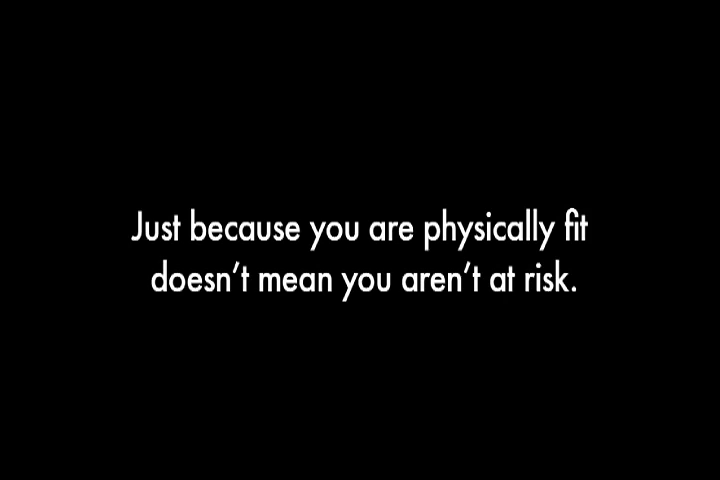 Just because you are physically fit
doesn’t mean you aren’t at risk.